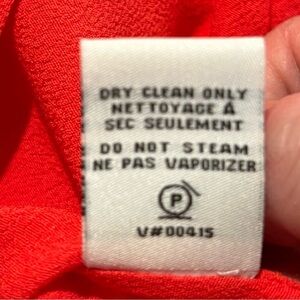 DRY CLEAN ONLY
NETTOYAGE À
SEC SEULEMENT
DO NOT STEAM
NE PAS VAPORIZER
P
V#00415